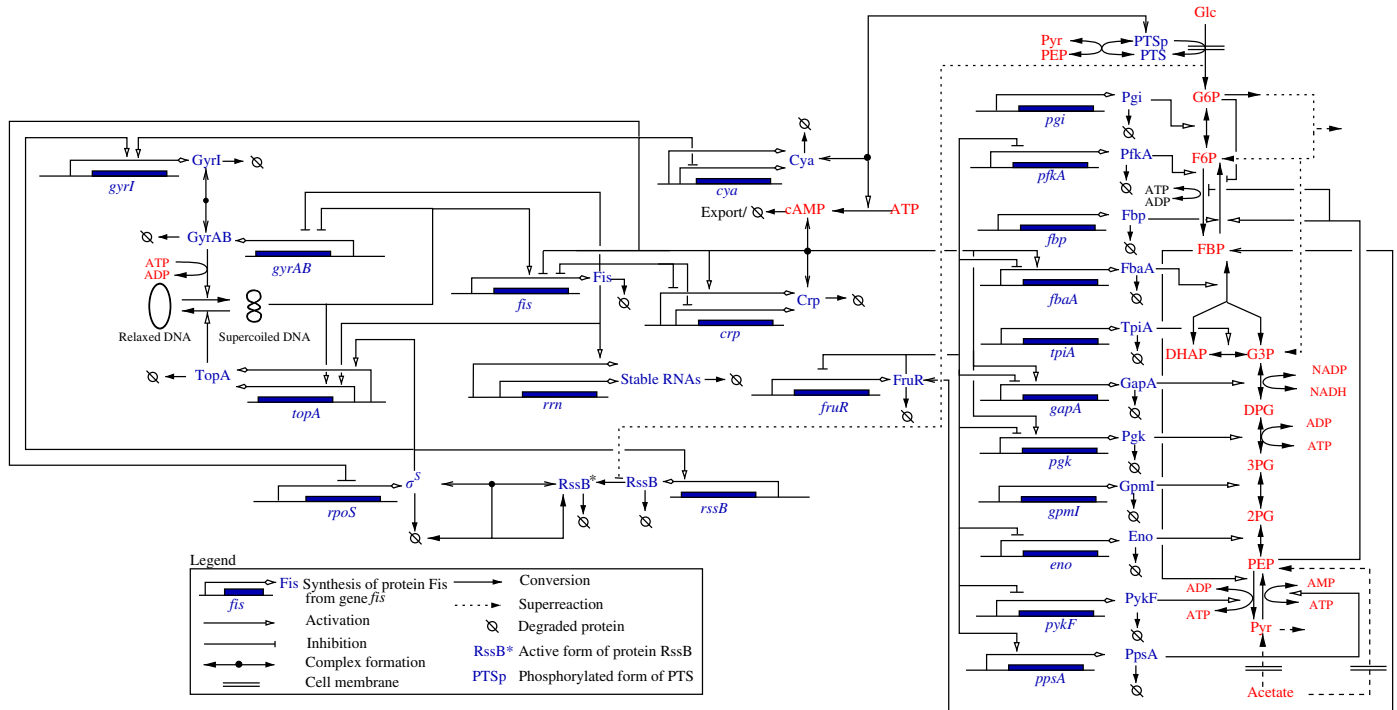 Glc
Pyr
PTSp
PEP
PTS
Pgi
G6P
pgi
Cya
PfkA
F6P
GyrI
gyrI
cya
pfkA
ATP
ADP
Export/
cAMP
ATP
Fbp
GyrAB
gyrAB
fbp
FBP
ATP
ADP
Fis
fis
Crp
crp
FbaA
fbaA
Relaxed DNA
Supercoiled DNA
TpiA
tpiA
DHAP
G3P
TopA
topA
Stable RNAs
rrn
FruR
fruR
GapA
gapA
NADP
NADH
DPG
Pgk
pgk
ADP
ATP
3PG
σS
rpoS
RssB*
RssB
rssB
GpmI
gpmI
2PG
Eno
eno
PEP
PykF
pykF
ADP
ATP
AMP
ATP
Pyr
PpsA
ppsA
Acetate
Legend
Fis
fis
Synthesis of protein Fis
from gene fis
Activation
Inhibition
Complex formation
Cell membrane
Conversion
Superreaction
Degraded protein
RssB* Active form of protein RssB
PTSp Phosphorylated form of PTS